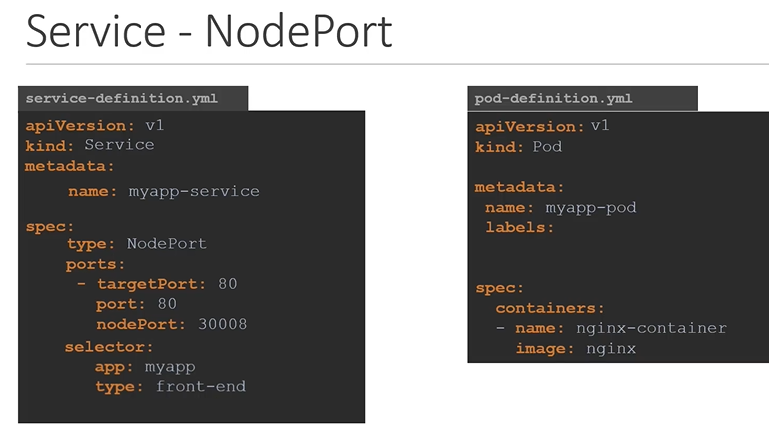 Service - NodePort
service-definition.yml
apiVersion: v1
kind: Service
metadata:
name: myapp-service
spec:
type: NodePort
ports:
- targetPort: 80
port: 80
nodePort: 30008
selector:
app: myapp
type: front-end
pod-definition.yml
apiVersion: v1
kind: Pod
metadata:
name: myapp-pod
labels:
spec:
containers:
- name: nginx-container
image: nginx